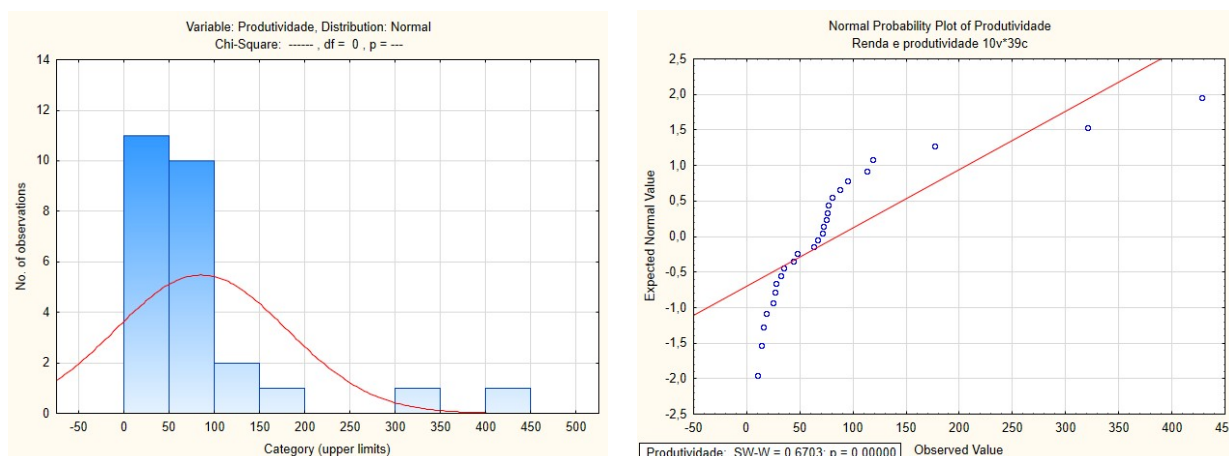 Variable: Produtividade, Distribution: Normal
Chi-Square: ------ , df = 0 , p = ---
14
12
10
8
6
4
2
0
No. of observations
-50 0 50 100 150 200 250 300 350 400 450 500
Category (upper limits)
Normal Probability Plot of Produtividade
Renda e produtividade 10v*39c
2,5
2,0
1,5
1,0
0,5
0,0
-0,5
-1,0
-1,5
-2,0
-2,5
Expected Normal Value
-50 0 50 100 150 200 250 300 350 400 45
Produtividade: SW-W = 0,6703; p = 0,00000
Observed Value